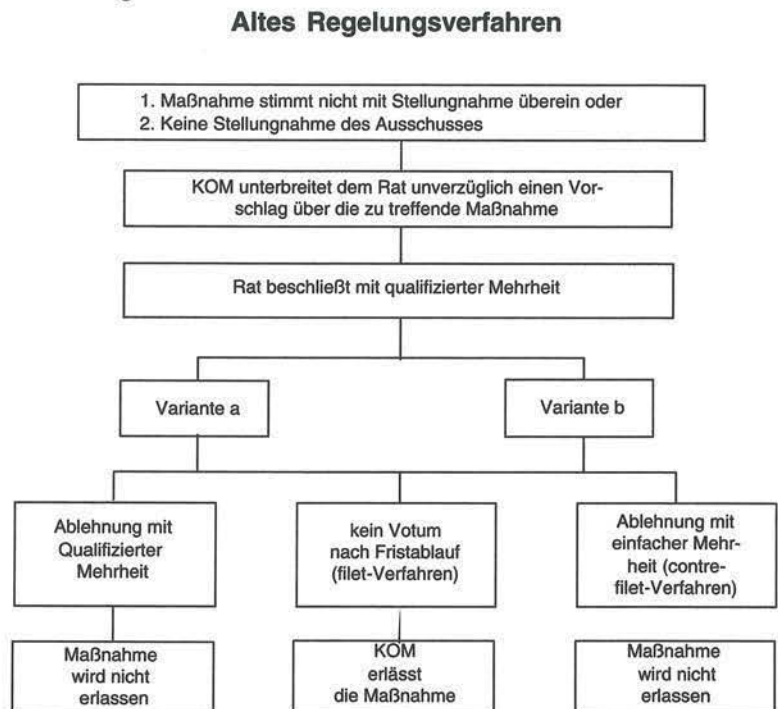 Altes Regelungsverfahren
1. Maßnahme stimmt nicht mit Stellungnahme überein oder
2. Keine Stellungnahme des Ausschusses
KOM unterbreitet dem Rat unverzüglich einen Vor-
schlag über die zu treffende Maßnahme
Rat beschließt mit qualifizierter Mehrheit
Variante a
Variante b
Ablehnung mit
Qualifizierter
Mehrheit
kein Votum
nach Fristablauf
(filet-Verfahren)
Ablehnung mit
einfacher Mehr-
heit (contre-
filet-Verfahren)
Maßnahme
wird nicht
erlassen
KOM
erlässt
die Maßnahme
Maßnahme
wird nicht
erlassen